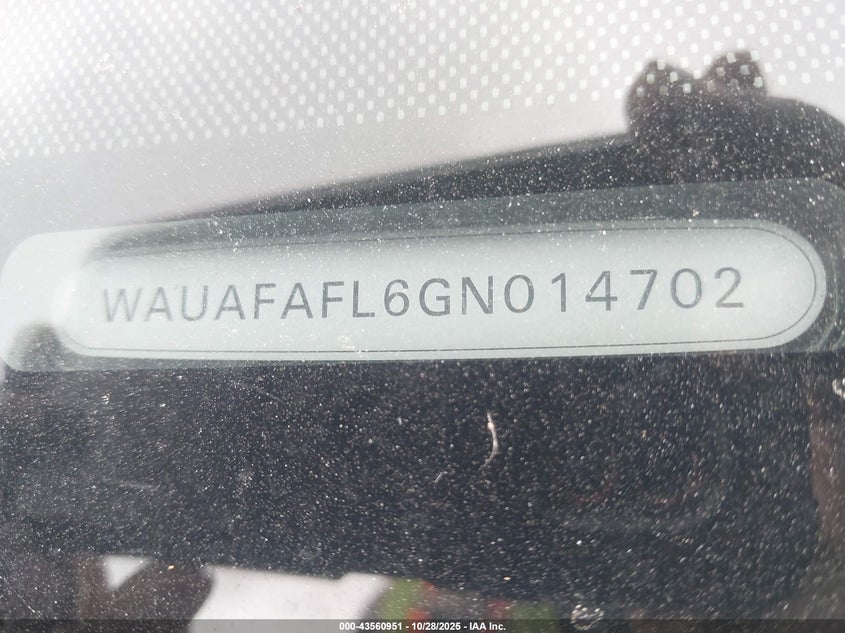 WAUAFAFL6GN014702
000-43560951 | 10/28/2025 - IAA Inc.